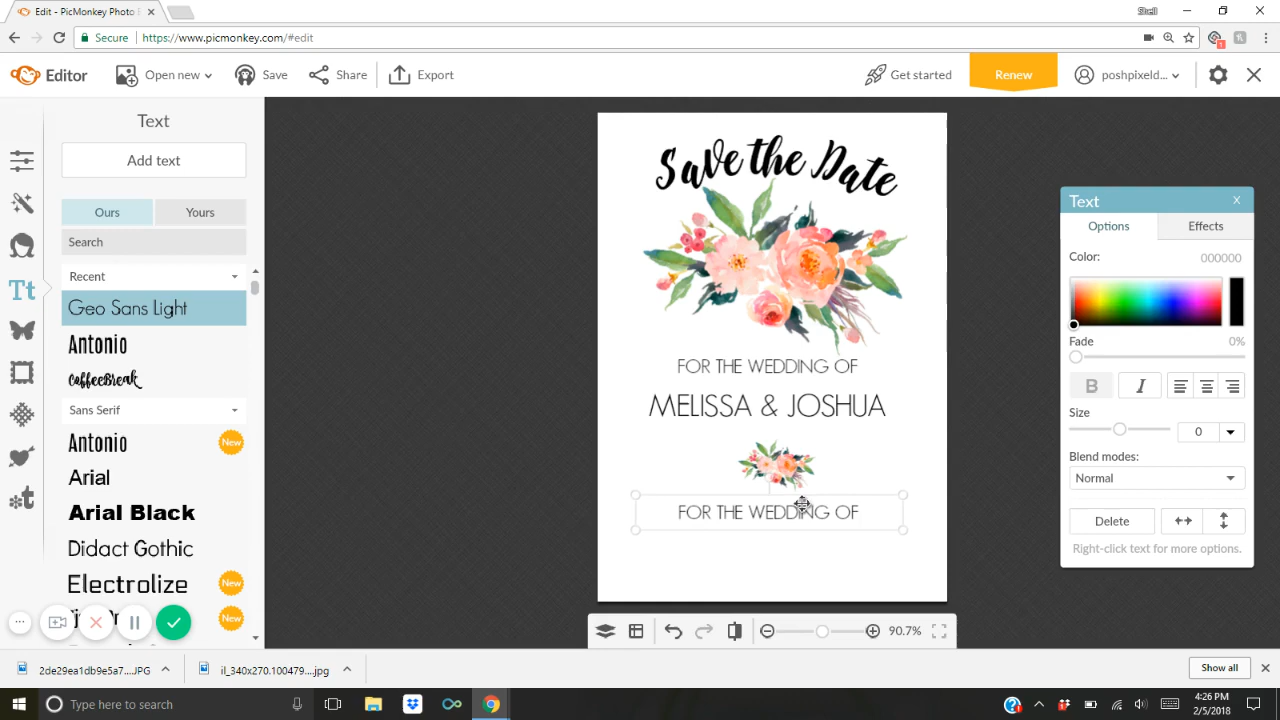 Edit - PicMonkey Photo E
Shell
Secure
https://www.picmonkey.com/#edit
Editor
Open new
Save
Share
Export
Get started
Renew
poshpixeld...
Text
Add text
Ours
Yours
Search
Recent
Geo Sans Light
Antonio
CoffeeBreak
Sans Serif
Antonio
New
Arial
Arial Black
Didact Gothic
Electrolize
New
New
Save the Date
FOR THE WEDDING OF
MELISSA & JOSHUA
FOR THE WEDDING OF
Text
X
Options
Effects
Color:
000000
Fade
0%
B
I
Size
0
Blend modes:
Normal
Delete
Right-click text for more options.
90.7%
2de29ea1db9e5a7....JPG
il_340x270.100479....jpg
Show all
Type here to search
4:26 PM
2/5/2018